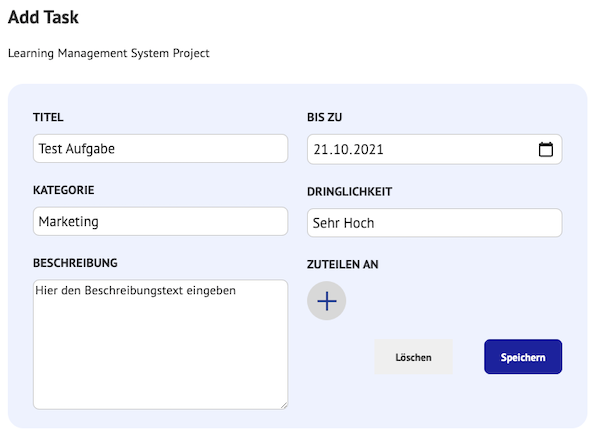 Add Task
Learning Management System Project
TITEL
Test Aufgabe
BIS ZU
21.10.2021
KATEGORIE
Marketing
DRINGLICHKEIT
Sehr Hoch
BESCHREIBUNG
Hier den Beschreibungstext eingeben
ZUTEILEN AN
Löschen
Speichern